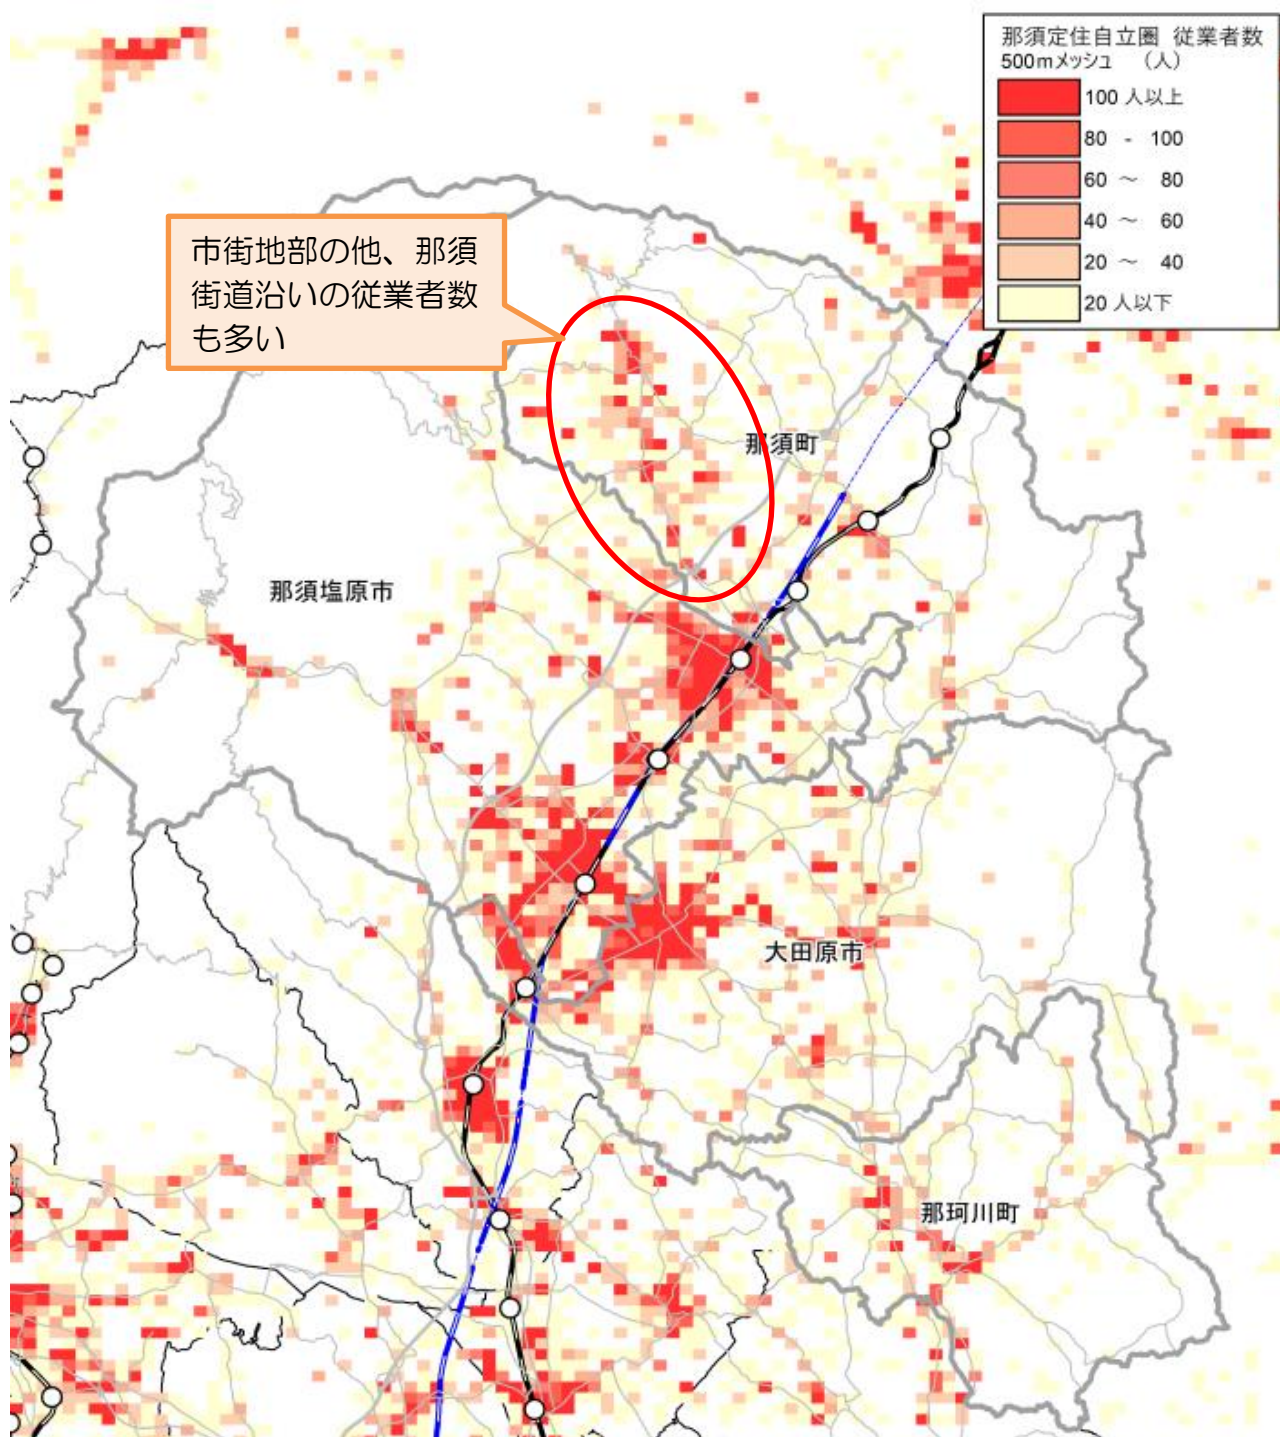 那須定住自立圏 従業者数
500mメッシュ （人）
100 人以上
80 - 100
60 ～ 80
40 ～ 60
20 ～ 40
20 人以下
市街地部の他、那須
街道沿いの従業者数
も多い
那須町
那須塩原市
大田原市
那珂川町